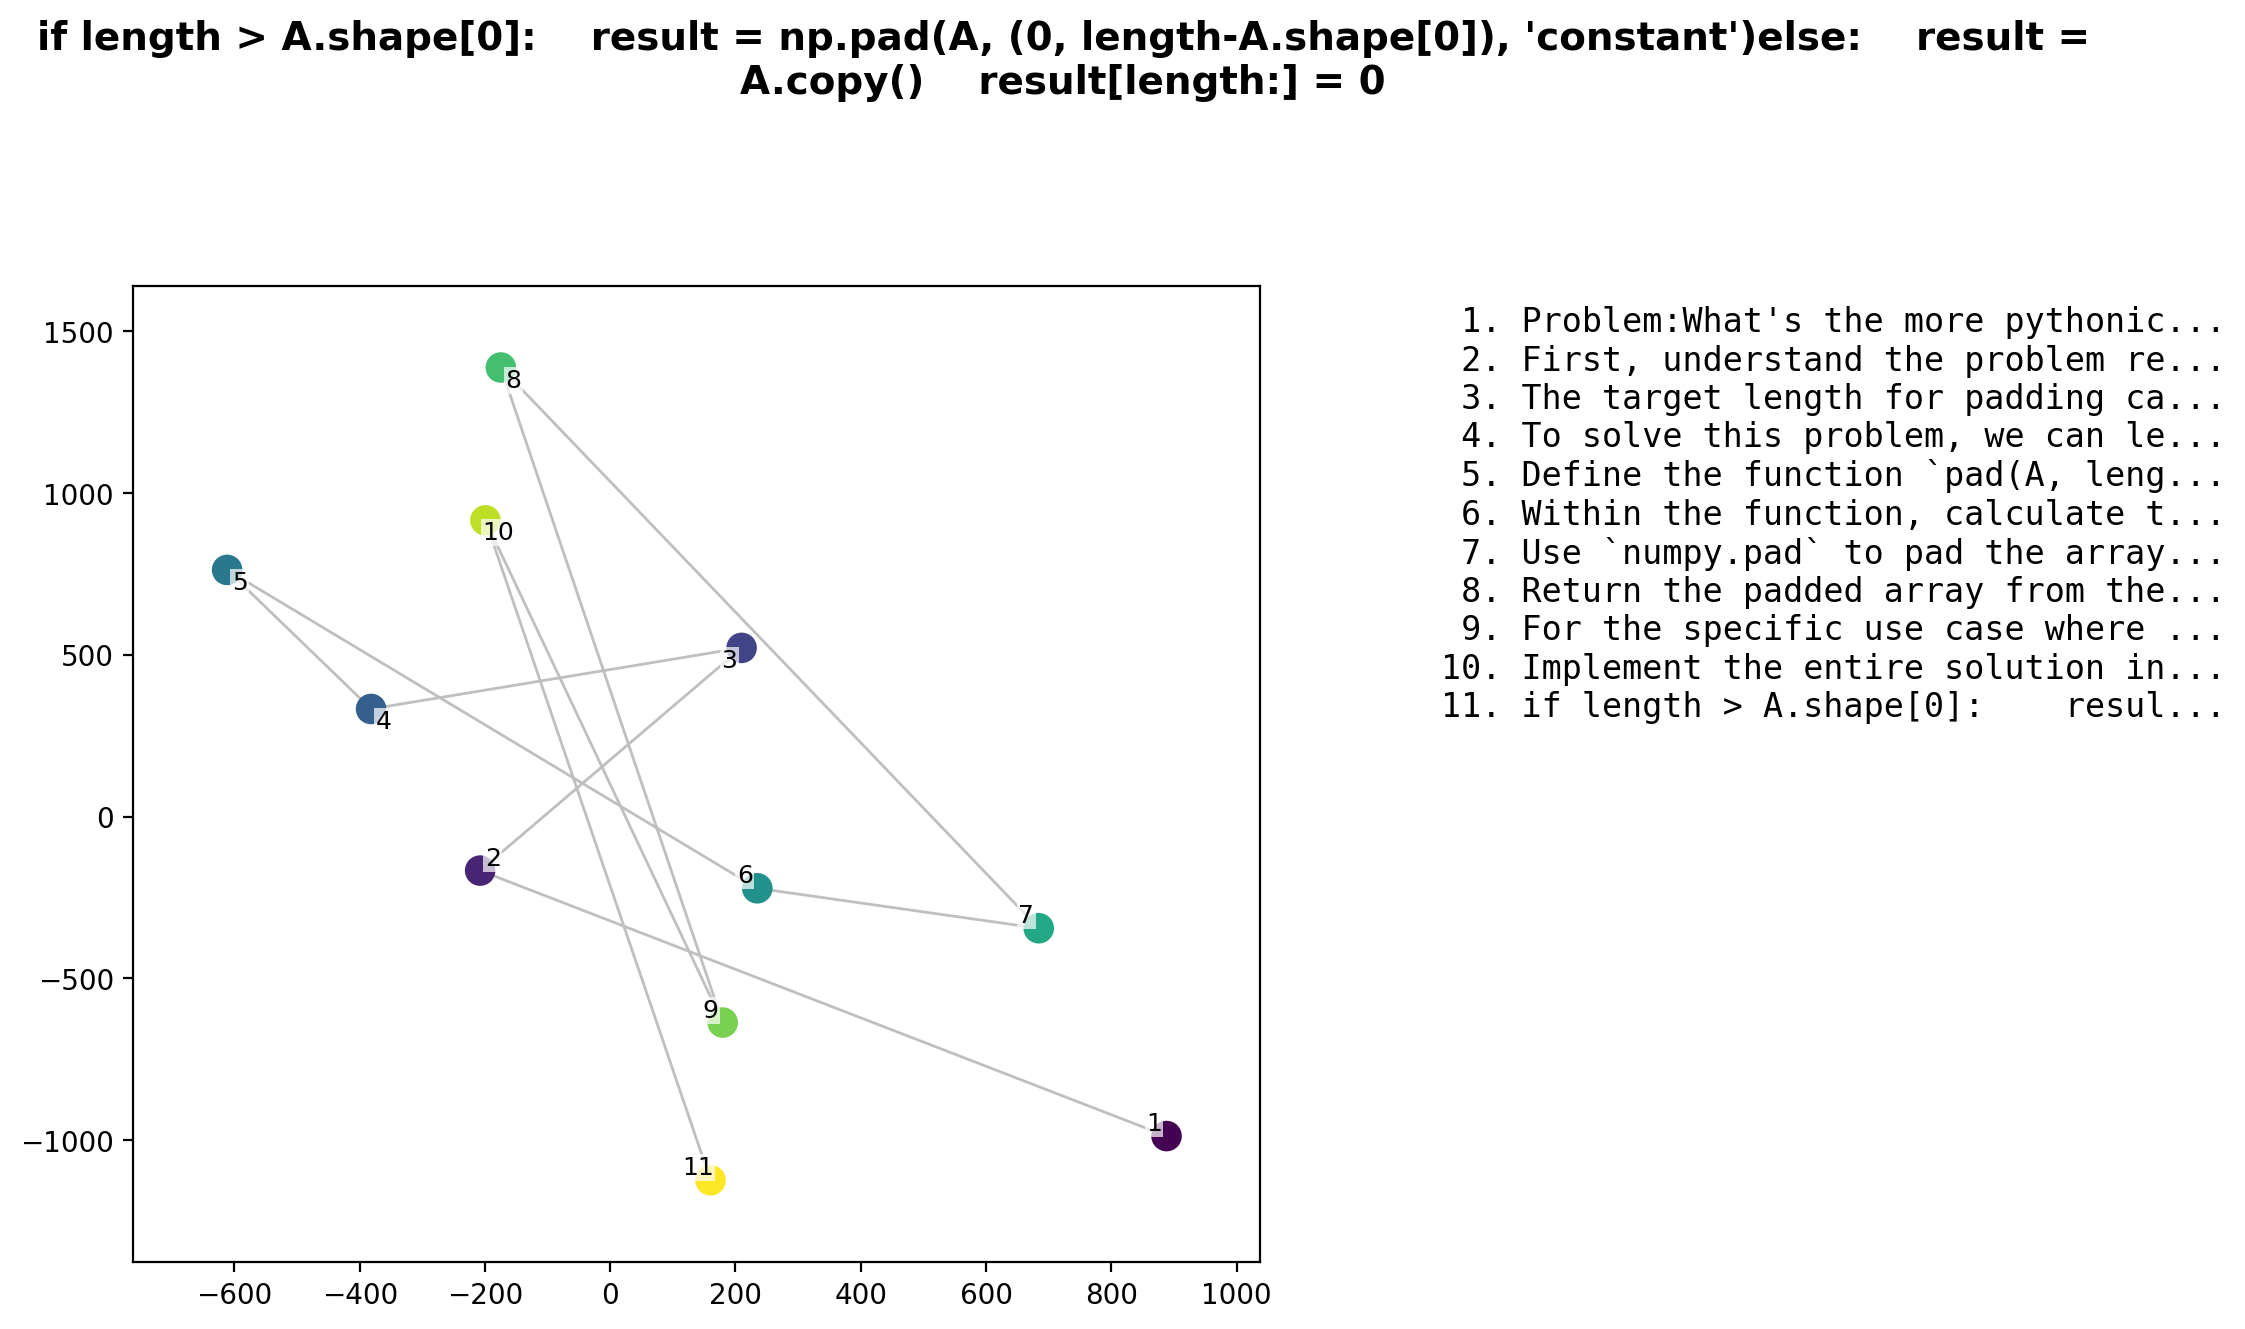 if length > A.shape[0]:    result = np.pad(A, (0, length-A.shape[0]), 'constant')else:    result =
A.copy()    result[length:] = 0
1500
1000
500
0
−500
−1000
−600
−400
−200
0
200
400
600
800
1000
8
10
5
3
4
2
6
7
9
1
11
1. Problem:What's the more pythonic...
2. First, understand the problem re...
3. The target length for padding ca...
4. To solve this problem, we can le...
5. Define the function `pad(A, leng...
6. Within the function, calculate t...
7. Use `numpy.pad` to pad the array...
8. Return the padded array from the...
9. For the specific use case where ...
10. Implement the entire solution in...
11. if length > A.shape[0]:    resul...